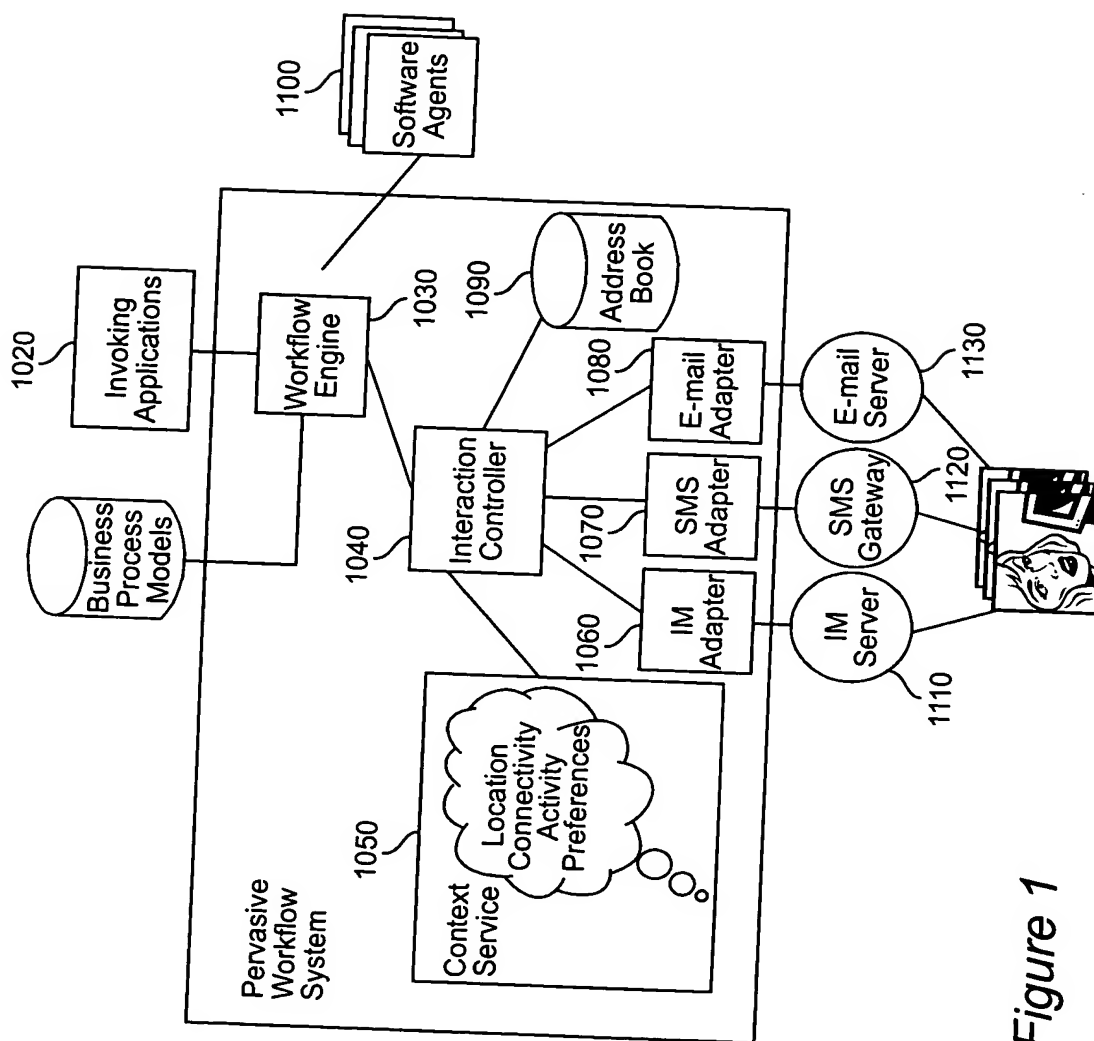 1020
Invoking
Applications
Business
Process
Models
1100
Software
Agents
Pervasive
Workflow
System
Workflow
Engine
1030
1040
Interaction
Controller
1090
Address
Book
1050
Context
Service
Location
Connectivity
Activity
Preferences
1060
IM
Adapter
1070
SMS
Adapter
1080
E-mail
Adapter
IM
Server
1110
SMS
Gateway
1120
E-mail
Server
1130
Figure 1